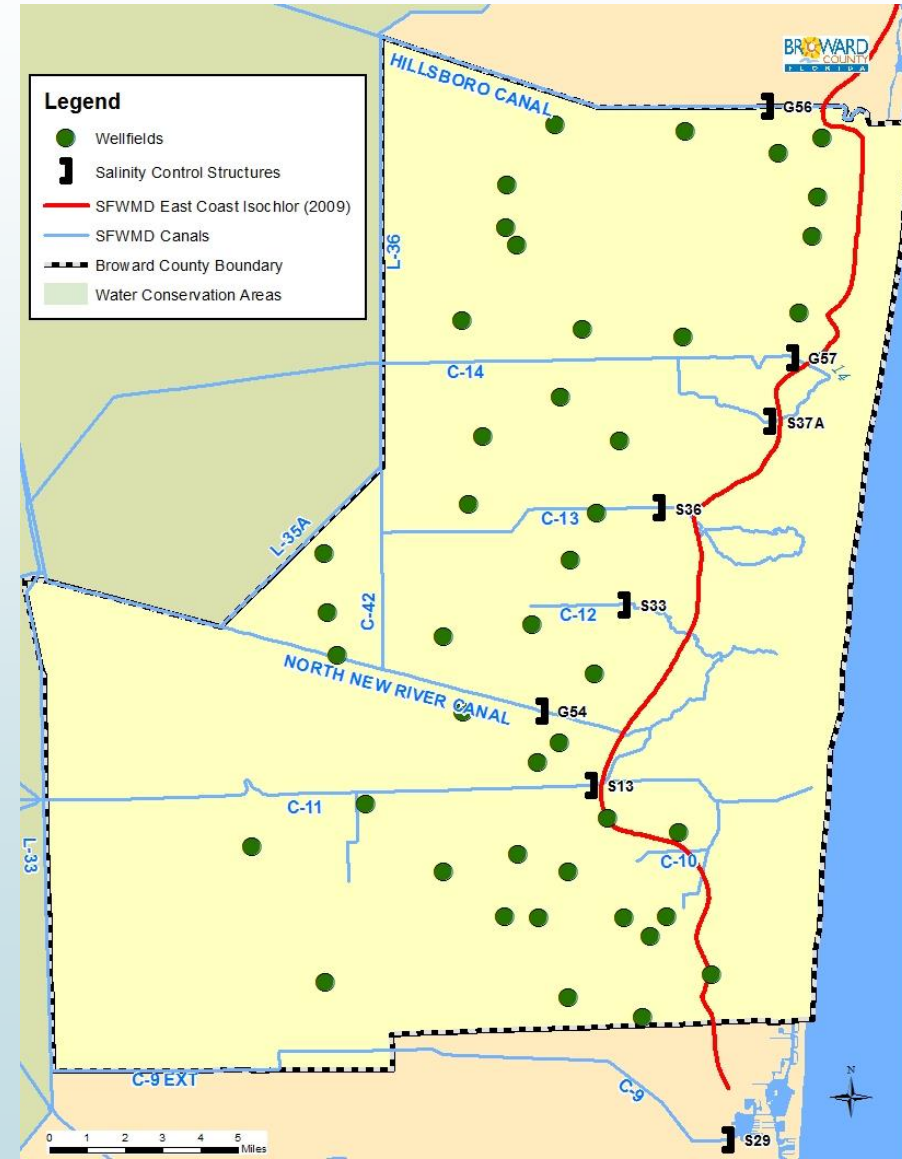 BROWARD
COUNTY
FLORIDA
HILLSBORO CANAL
G56
Legend
Wellfields
Salinity Control Structures
SFWMD East Coast Isochlor (2009)
SFWMD Canals
Broward County Boundary
Water Conservation Areas
L-36
G57
C-14
14
S37A
S36
C-13
L-35A
S33
C-12
C-42
NORTH NEW RIVER CANAL
G54
S13
C-11
L-33
C-10
C-9 EXT
C-9
N
0 1 2 3 4 5
Miles
S29